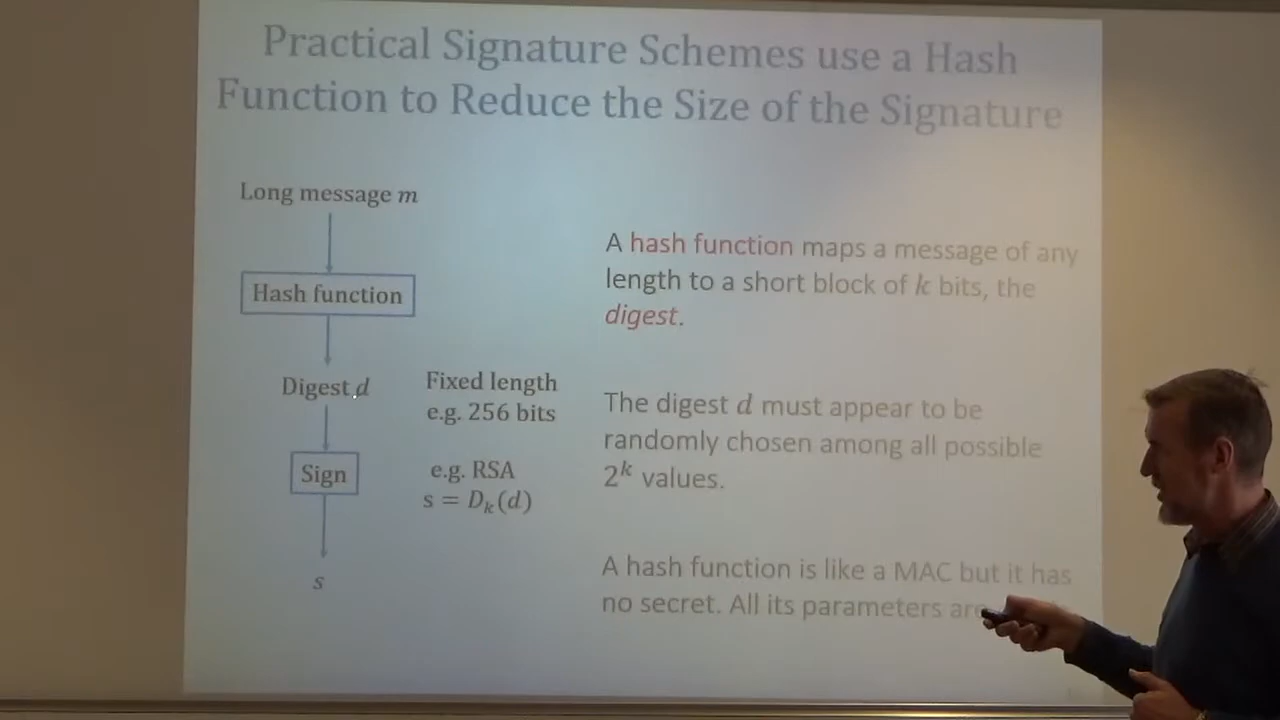 Practical Signature Schemes use a Hash
Function to Reduce the Size of the Signature
Long message m
Hash function
Digest d
Fixed length
e.g. 256 bits
Sign
e.g. RSA
s = Dₖ(d)
s
A hash function maps a message of any
length to a short block of k bits, the
digest.
The digest d must appear to be
randomly chosen among all possible
2ᵏ values.
A hash function is like a MAC but it has
no secret. All its parameters are